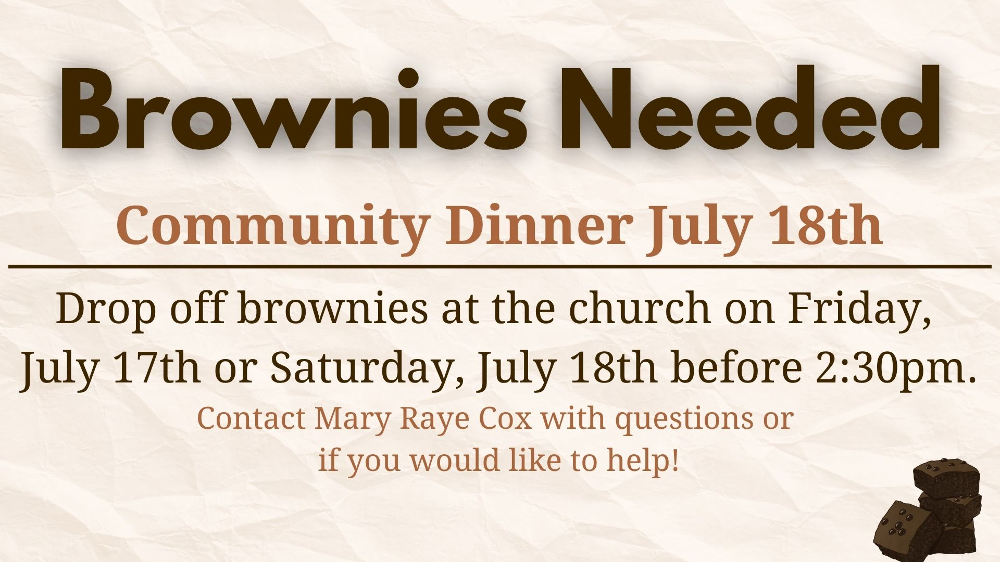 Brownies Needed
Community Dinner July 18th
Drop off brownies at the church on Friday,
July 17th or Saturday, July 18th before 2:30pm.
Contact Mary Raye Cox with questions or
if you would like to help!